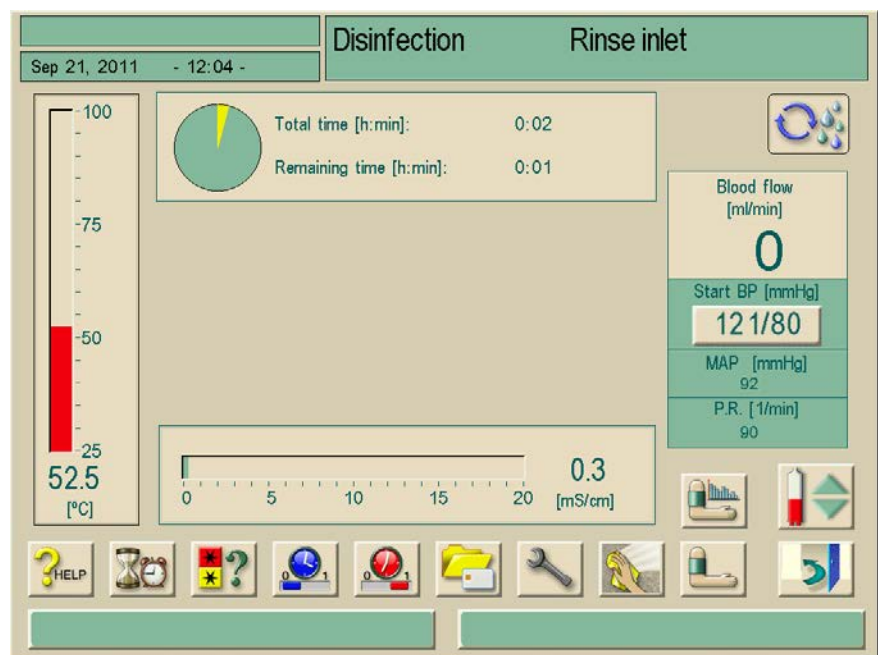 Disinfection Rinse inlet
Sep 21, 2011 - 12:04 -
100
75
50
25
52.5
[°C]
Total time [h:min]: 0:02
Remaining time [h:min]: 0:01
0 5 10 15 20
0.3
[mS/cm]
Blood flow
[ml/min]
0
Start BP [mmHg]
121/80
MAP [mmHg]
92
P.R. [1/min]
90
? HELP
?
0 1
0 1